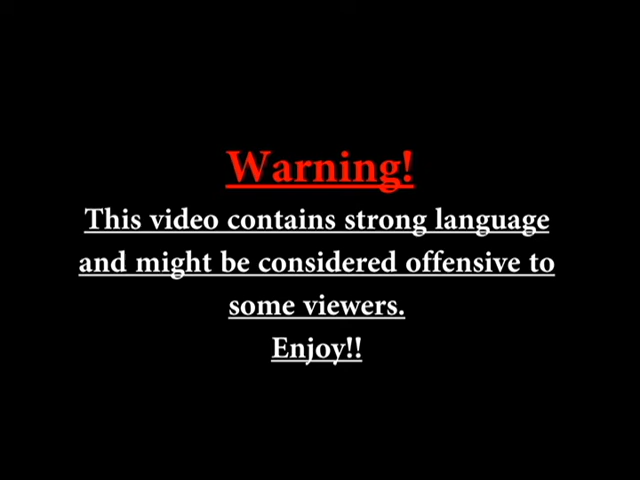 Warning!
This video contains strong language
and might be considered offensive to
some viewers.
Enjoy!!